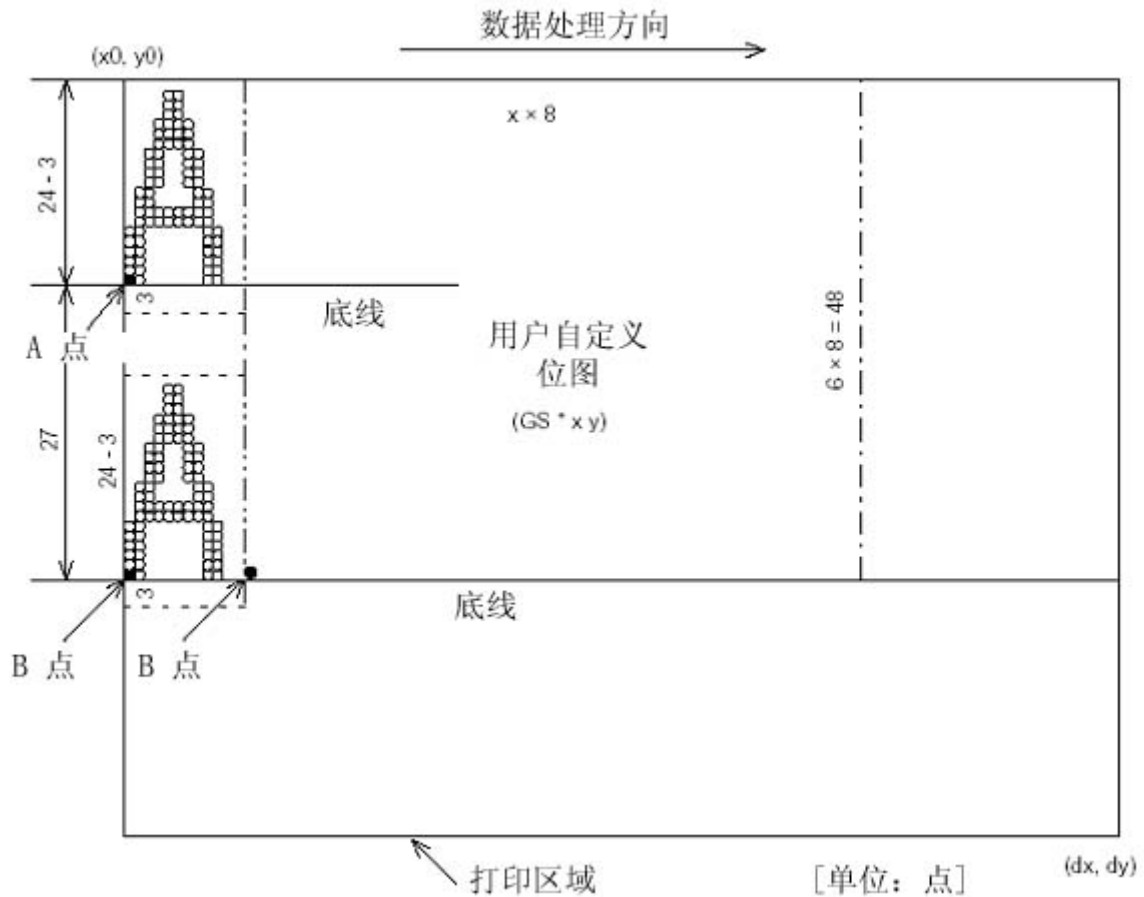 数据处理方向
(x0, y0)
x × 8
24 - 3
3
底线
A 点
用户自定义
位图
(GS * x y)
6 × 8 = 48
27
24 - 3
3
底线
B 点
B 点
打印区域
[单位: 点]
(dx, dy)